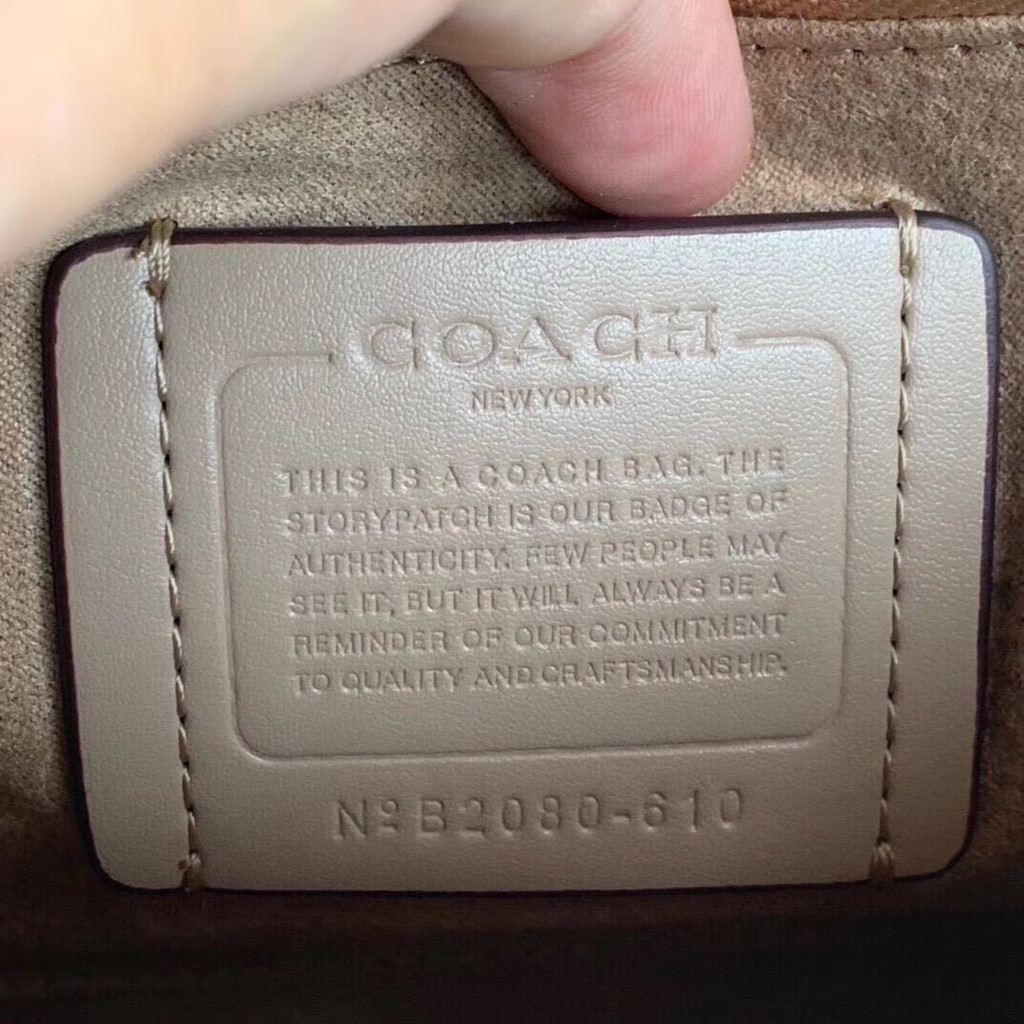 COACH
NEW YORK
THIS IS A COACH BAG. THE
STORYPATCH IS OUR BADGE OF
AUTHENTICITY. FEW PEOPLE MAY
SEE IT, BUT IT WILL ALWAYS BE A
REMINDER OF OUR COMMITMENT
TO QUALITY AND CRAFTSMANSHIP.
Nº B2080-610